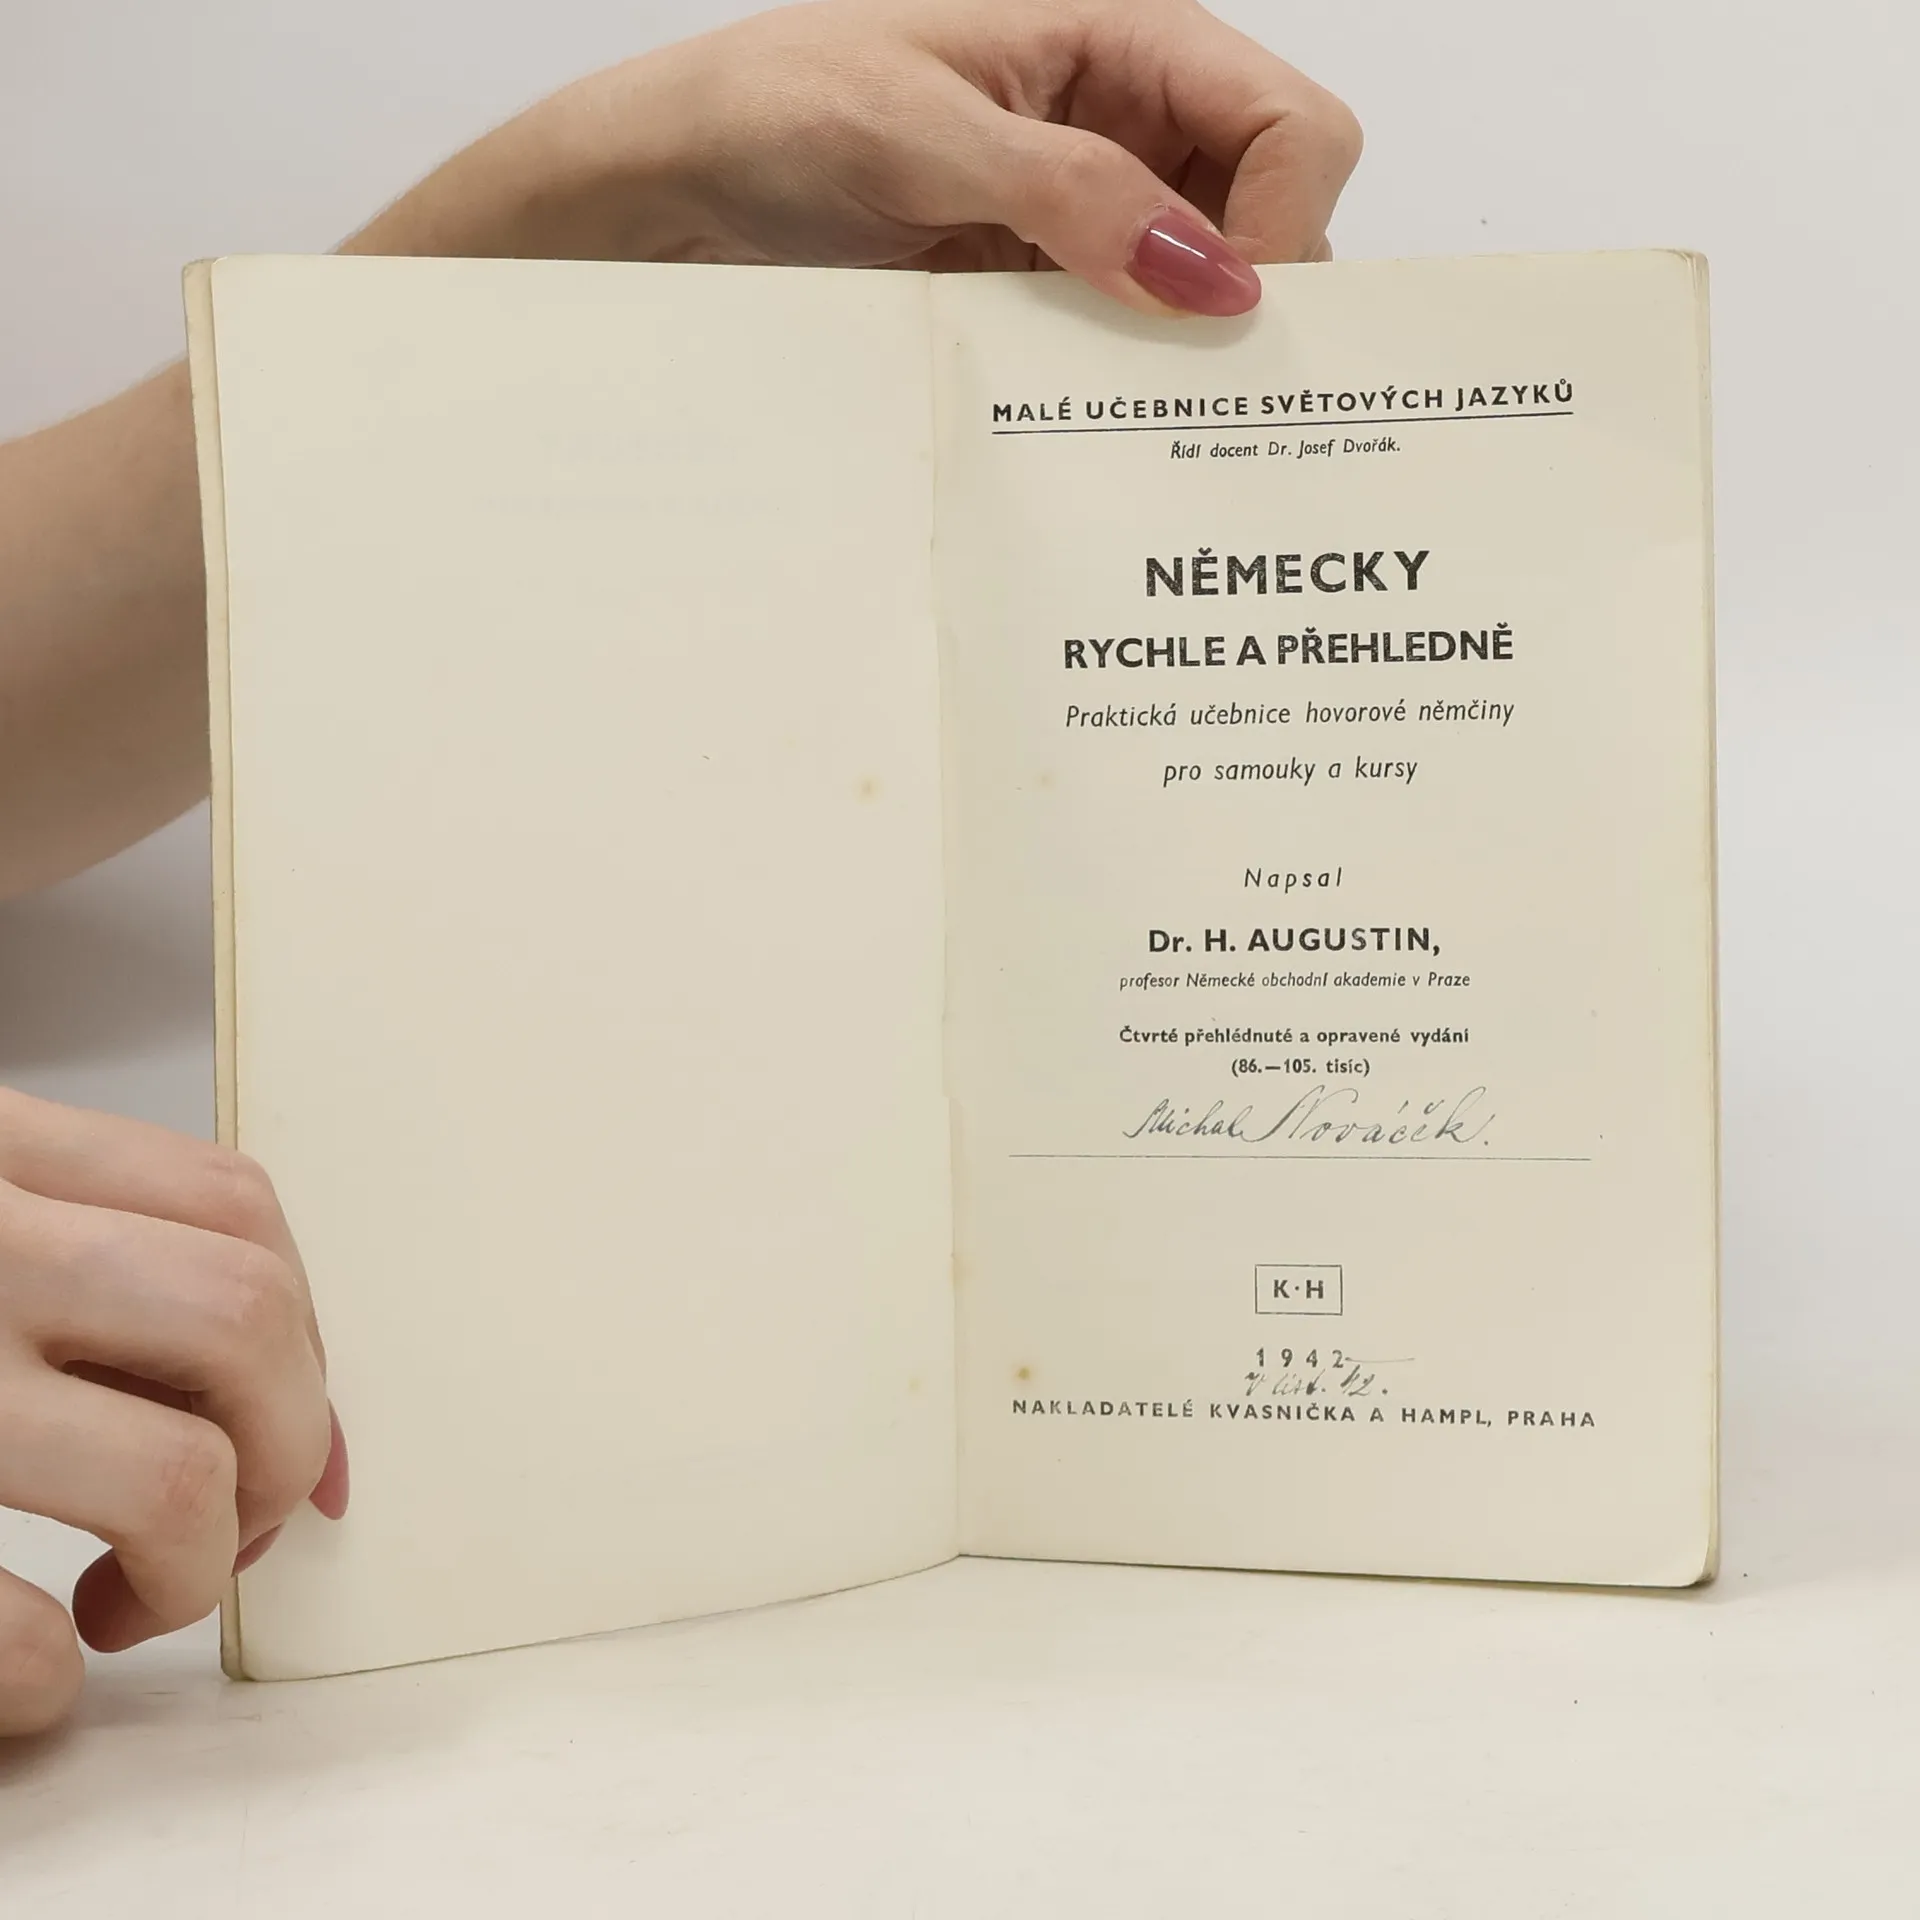 MALÉ UČEBNICE SVĚTOVÝCH JAZYKŮ
Řídí docent Dr. Josef Dvořák.
NĚMECKY
RYCHLE A PŘEHLEDNĚ
Praktická učebnice hovorové němčiny
pro samouky a kursy
Napsal
Dr. H. AUGUSTIN,
profesor Německé obchodní akademie v Praze
Čtvrté přehlédnuté a opravené vydání
(86.—105. tisíc)
Michal Nováček.
K·H
1942
V list. 42.
NAKLADATELÉ KVASNIČKA A HAMPL, PRAHA